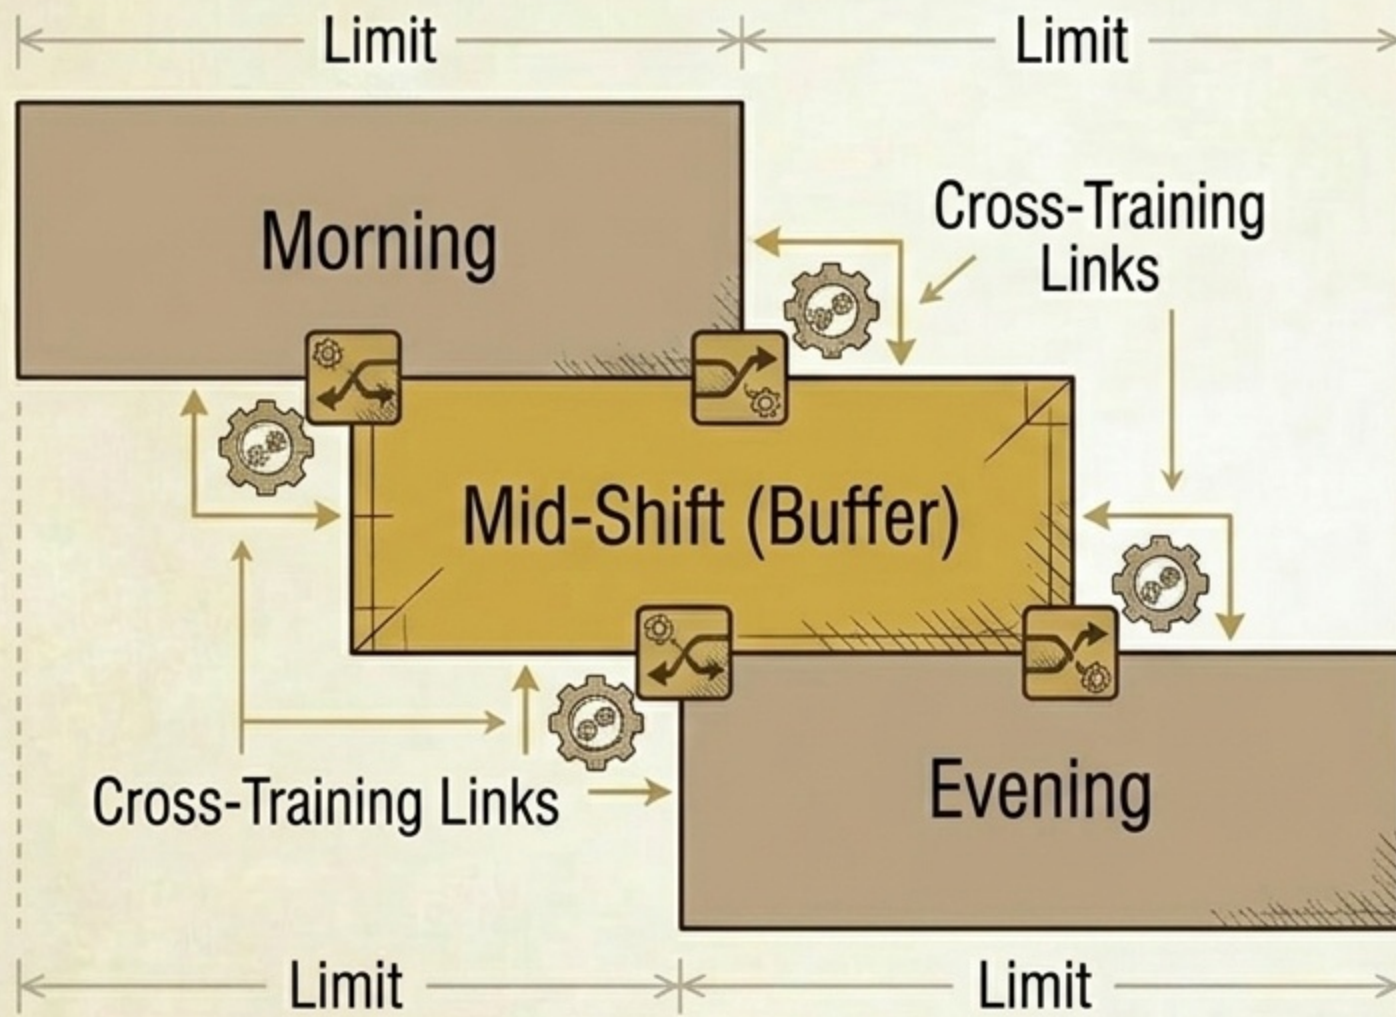 Limit
Limit
Morning
Cross-Training
Links
Mid-Shift (Buffer)
Cross-Training Links
Evening
Limit
Limit